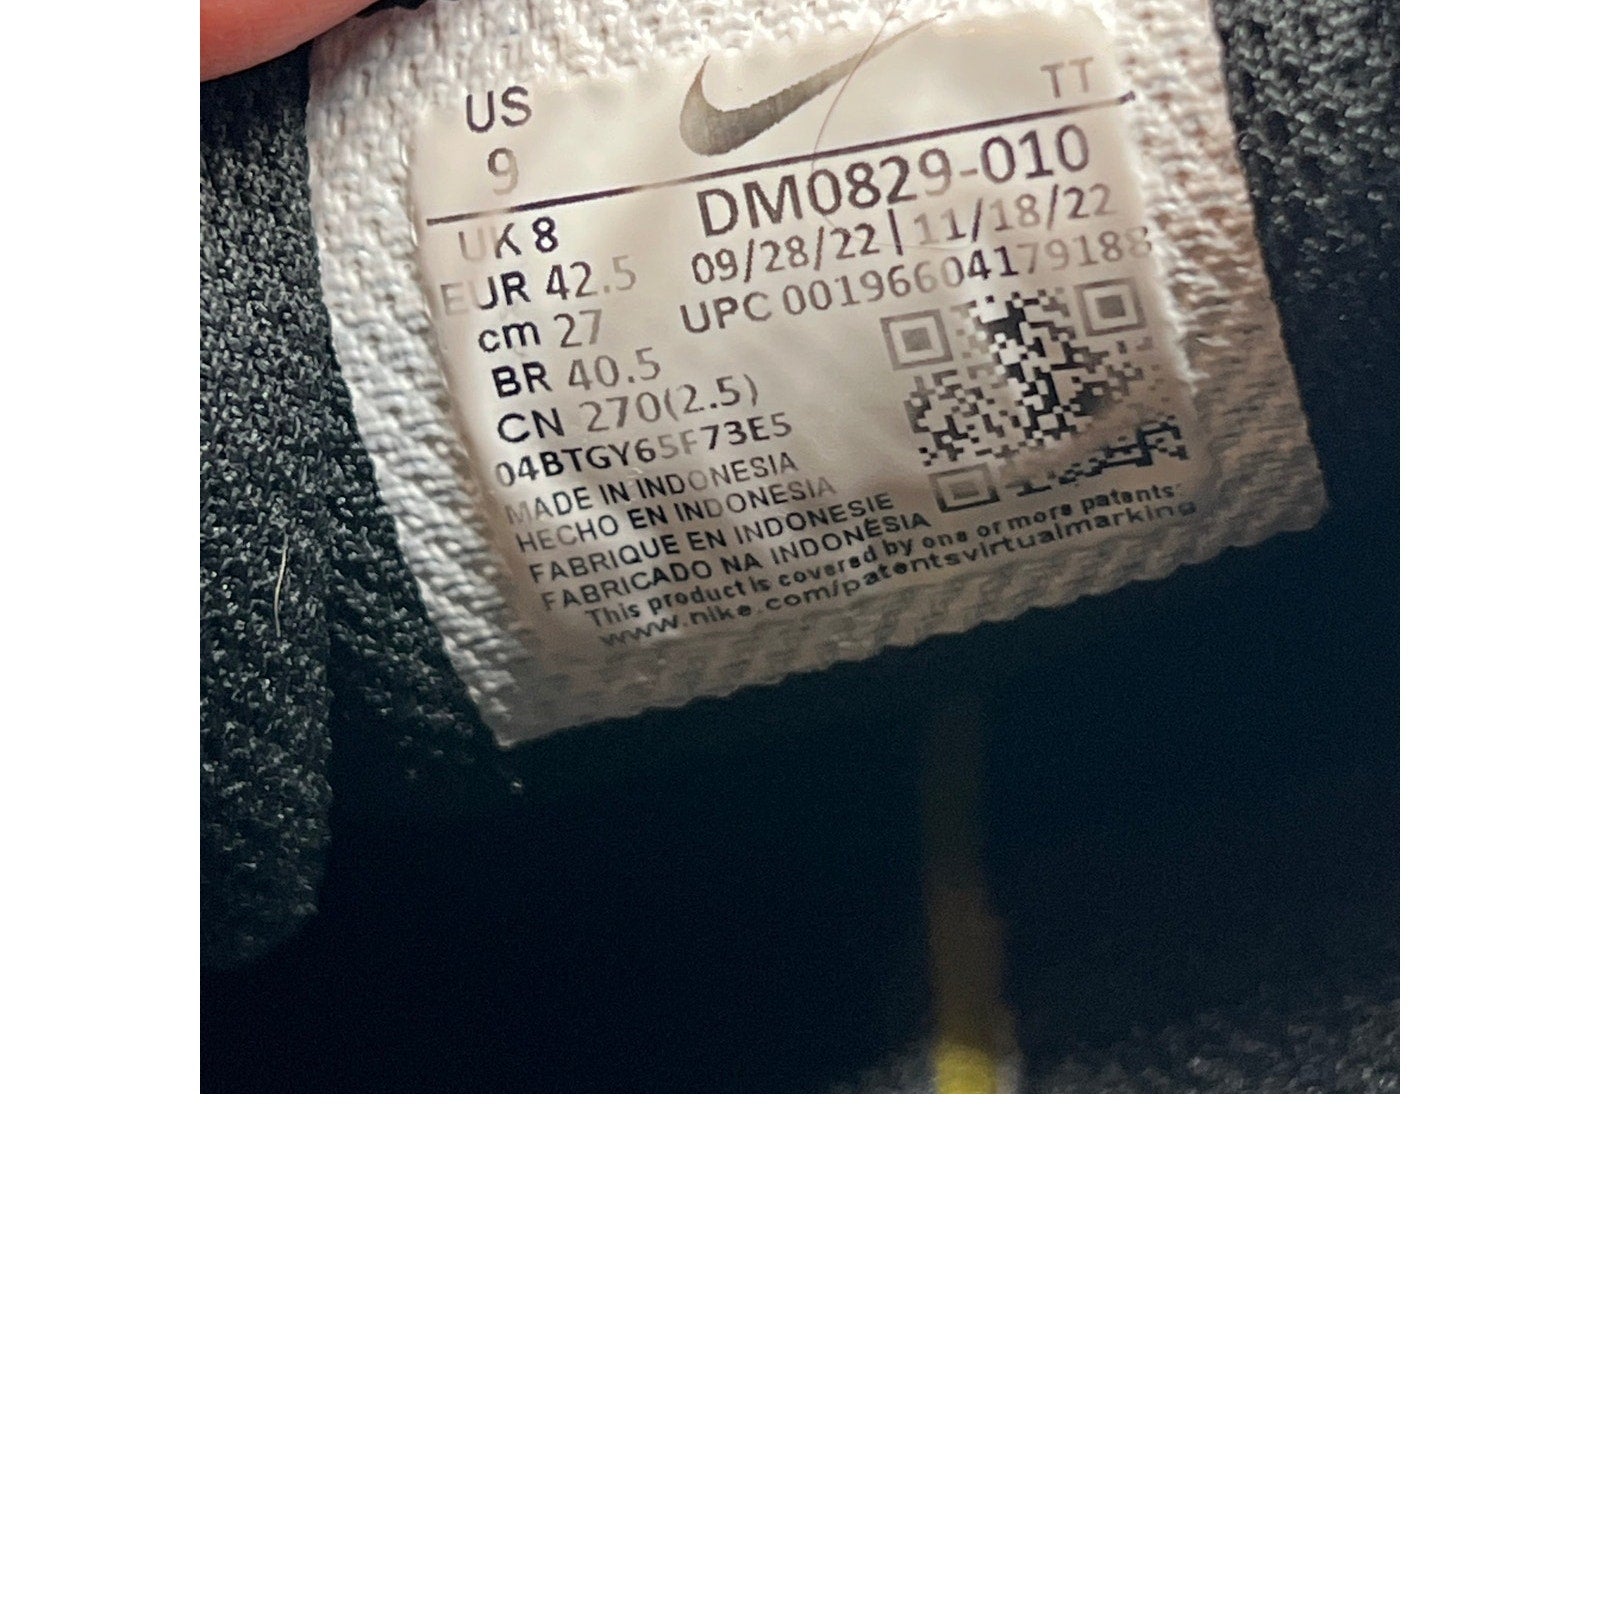 US
9
TT
UK 8
EUR 42.5
cm 27
BR 40.5
CN 270(2.5)
DM0829-010
09/28/22 | 11/18/22
UPC 00196604179188
04BTGY65F73E5
MADE IN INDONESIA
HECHO EN INDONESIA
FABRIQUE EN INDONESIE
FABRICADO NA INDONÉSIA
This product is covered by one or more patents:
www.nike.com/patentsvirtualmarking